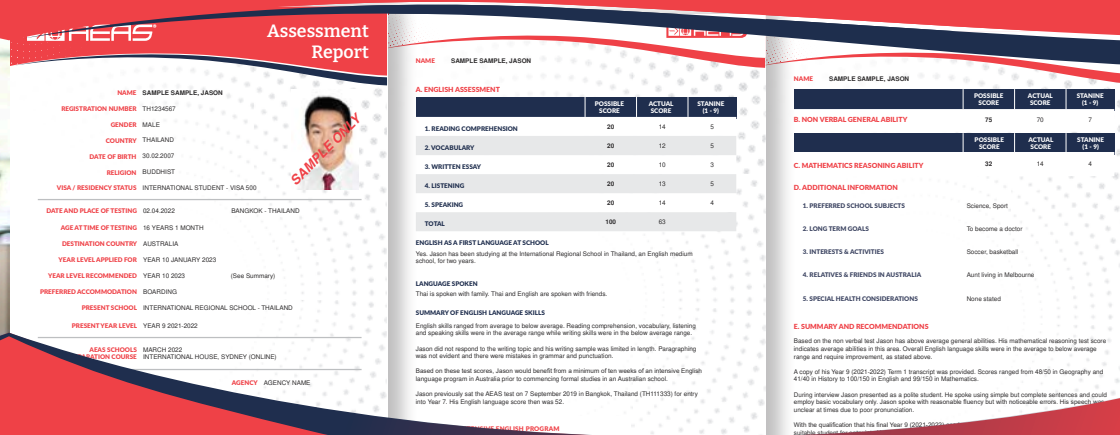 AEAS
Assessment
Report
NAME SAMPLE SAMPLE, JASON
REGISTRATION NUMBER TH1234567
GENDER MALE
COUNTRY THAILAND
DATE OF BIRTH 30.02.2007
RELIGION BUDDHIST
VISA / RESIDENCY STATUS INTERNATIONAL STUDENT - VISA 500
SAMPLE ONLY
DATE AND PLACE OF TESTING 02.04.2022 BANGKOK - THAILAND
AGE AT TIME OF TESTING 16 YEARS 1 MONTH
DESTINATION COUNTRY AUSTRALIA
YEAR LEVEL APPLIED FOR YEAR 10 JANUARY 2023
YEAR LEVEL RECOMMENDED YEAR 10 2023 (See Summary)
PREFERRED ACCOMMODATION BOARDING
PRESENT SCHOOL INTERNATIONAL REGIONAL SCHOOL - THAILAND
PRESENT YEAR LEVEL YEAR 9 2021-2022
AEAS SCHOOLS MARCH 2022
COURSE INTERNATIONAL HOUSE, SYDNEY (ONLINE)
AGENCY AGENCY NAME
AEAS
NAME SAMPLE SAMPLE, JASON
A. ENGLISH ASSESSMENT
POSSIBLE SCORE ACTUAL SCORE STANINE (1 - 9)
1. READING COMPREHENSION 20 14 5
2. VOCABULARY 20 12 5
3. WRITTEN ESSAY 20 10 3
4. LISTENING 20 13 5
5. SPEAKING 20 14 4
TOTAL 100 63
ENGLISH AS A FIRST LANGUAGE AT SCHOOL
Yes. Jason has been studying at the International Regional School in Thailand, an English medium
school, for two years.
LANGUAGE SPOKEN
Thai is spoken with family. Thai and English are spoken with friends.
SUMMARY OF ENGLISH LANGUAGE SKILLS
English skills ranged from average to below average. Reading comprehension, vocabulary, listening
and speaking skills were in the average range while writing skills were in the below average range.
Jason did not respond to the writing topic and his writing sample was limited in length. Paragraphing
was not evident and there were mistakes in grammar and punctuation.
Based on these test scores, Jason would benefit from a minimum of ten weeks of an intensive English
language program in Australia prior to commencing formal studies in an Australian school.
Jason previously sat the AEAS test on 7 September 2019 in Bangkok, Thailand (TH111333) for entry
into Year 7. His English language score then was 52.
ENGLISH PROGRAM
NAME SAMPLE SAMPLE, JASON
POSSIBLE SCORE ACTUAL SCORE STANINE (1 - 9)
B. NON VERBAL GENERAL ABILITY 75 70 7
POSSIBLE SCORE ACTUAL SCORE STANINE (1 - 9)
C. MATHEMATICS REASONING ABILITY 32 14 4
D. ADDITIONAL INFORMATION
1. PREFERRED SCHOOL SUBJECTS Science, Sport
2. LONG TERM GOALS To become a doctor
3. INTERESTS & ACTIVITIES Soccer, basketball
4. RELATIVES & FRIENDS IN AUSTRALIA Aunt living in Melbourne
5. SPECIAL HEALTH CONSIDERATIONS None stated
E. SUMMARY AND RECOMMENDATIONS
Based on the non verbal test Jason has above average general abilities. His mathematical reasoning test score
indicates average abilities in this area. Overall English language skills were in the average to below average
range and require improvement, as stated above.
A copy of his Year 9 (2021-2022) Term 1 transcript was provided. Scores ranged from 48/50 in Geography and
41/40 in History to 100/150 in English and 99/150 in Mathematics.
During interview Jason presented as a polite student. He spoke using simple but complete sentences and could
employ basic vocabulary only. Jason spoke with reasonable fluency but with noticeable errors. His speech was
unclear at times due to poor pronunciation.
With the qualification that his final Year 9 (2021-2022)
suitable student for